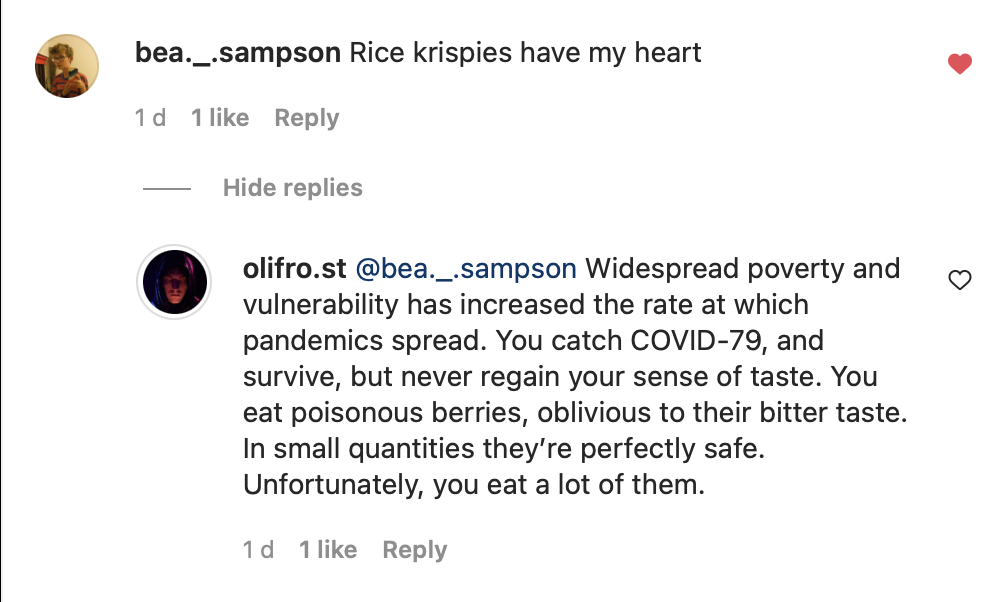 bea._.sampson Rice krispies have my heart
1 d 1 like Reply
Hide replies
olifro.st @bea._.sampson Widespread poverty and
vulnerability has increased the rate at which
pandemics spread. You catch COVID-79, and
survive, but never regain your sense of taste. You
eat poisonous berries, oblivious to their bitter taste.
In small quantities they’re perfectly safe.
Unfortunately, you eat a lot of them.
1 d 1 like Reply